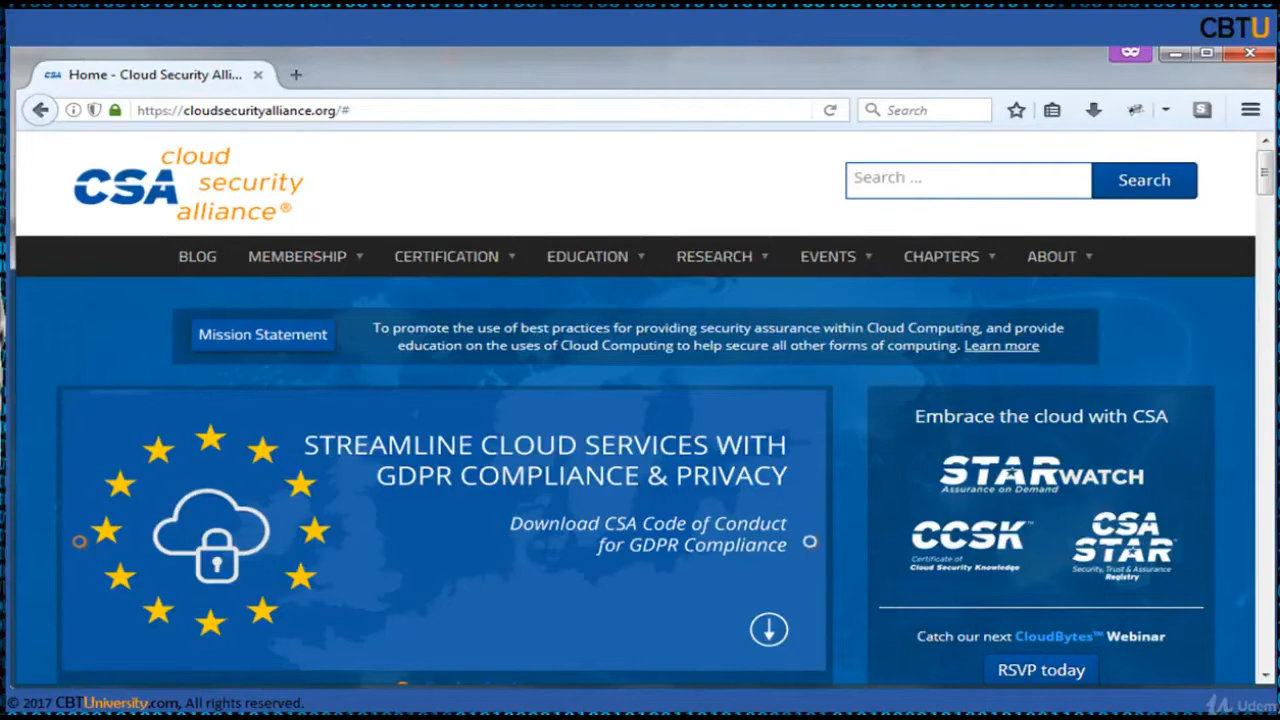 CBTU
CSA Home - Cloud Security Alli...
https://cloudsecurityalliance.org/#
Search
S
CSA cloud
security
alliance®
Search ...
Search
BLOG MEMBERSHIP CERTIFICATION EDUCATION RESEARCH EVENTS CHAPTERS ABOUT
Mission Statement
To promote the use of best practices for providing security assurance within Cloud Computing, and provide
education on the uses of Cloud Computing to help secure all other forms of computing. Learn more
STREAMLINE CLOUD SERVICES WITH
GDPR COMPLIANCE & PRIVACY
Download CSA Code of Conduct
for GDPR Compliance
Embrace the cloud with CSA
STARWATCH
Assurance on Demand
CCSK™
Certificate of
Cloud Security Knowledge
CSA
STAR™
Security, Trust & Assurance
Registry
Catch our next CloudBytes™ Webinar
RSVP today
© 2017 CBTUniversity.com, All rights reserved.